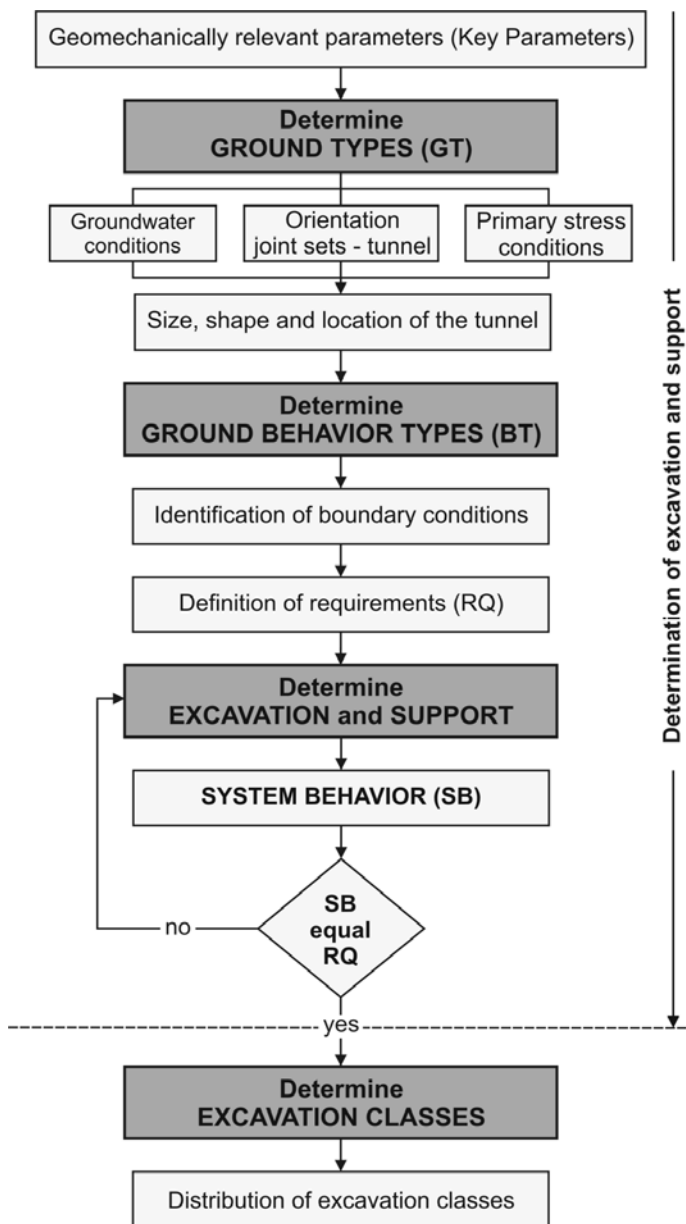 Geomechanically relevant parameters (Key Parameters)
Determine
GROUND TYPES (GT)
Groundwater
conditions
Orientation
joint sets - tunnel
Primary stress
conditions
Size, shape and location of the tunnel
Determine
GROUND BEHAVIOR TYPES (BT)
Identification of boundary conditions
Definition of requirements (RQ)
Determine
EXCAVATION and SUPPORT
SYSTEM BEHAVIOR (SB)
SB
equal
RQ
no
yes
Determine
EXCAVATION CLASSES
Distribution of excavation classes
Determination of excavation and support